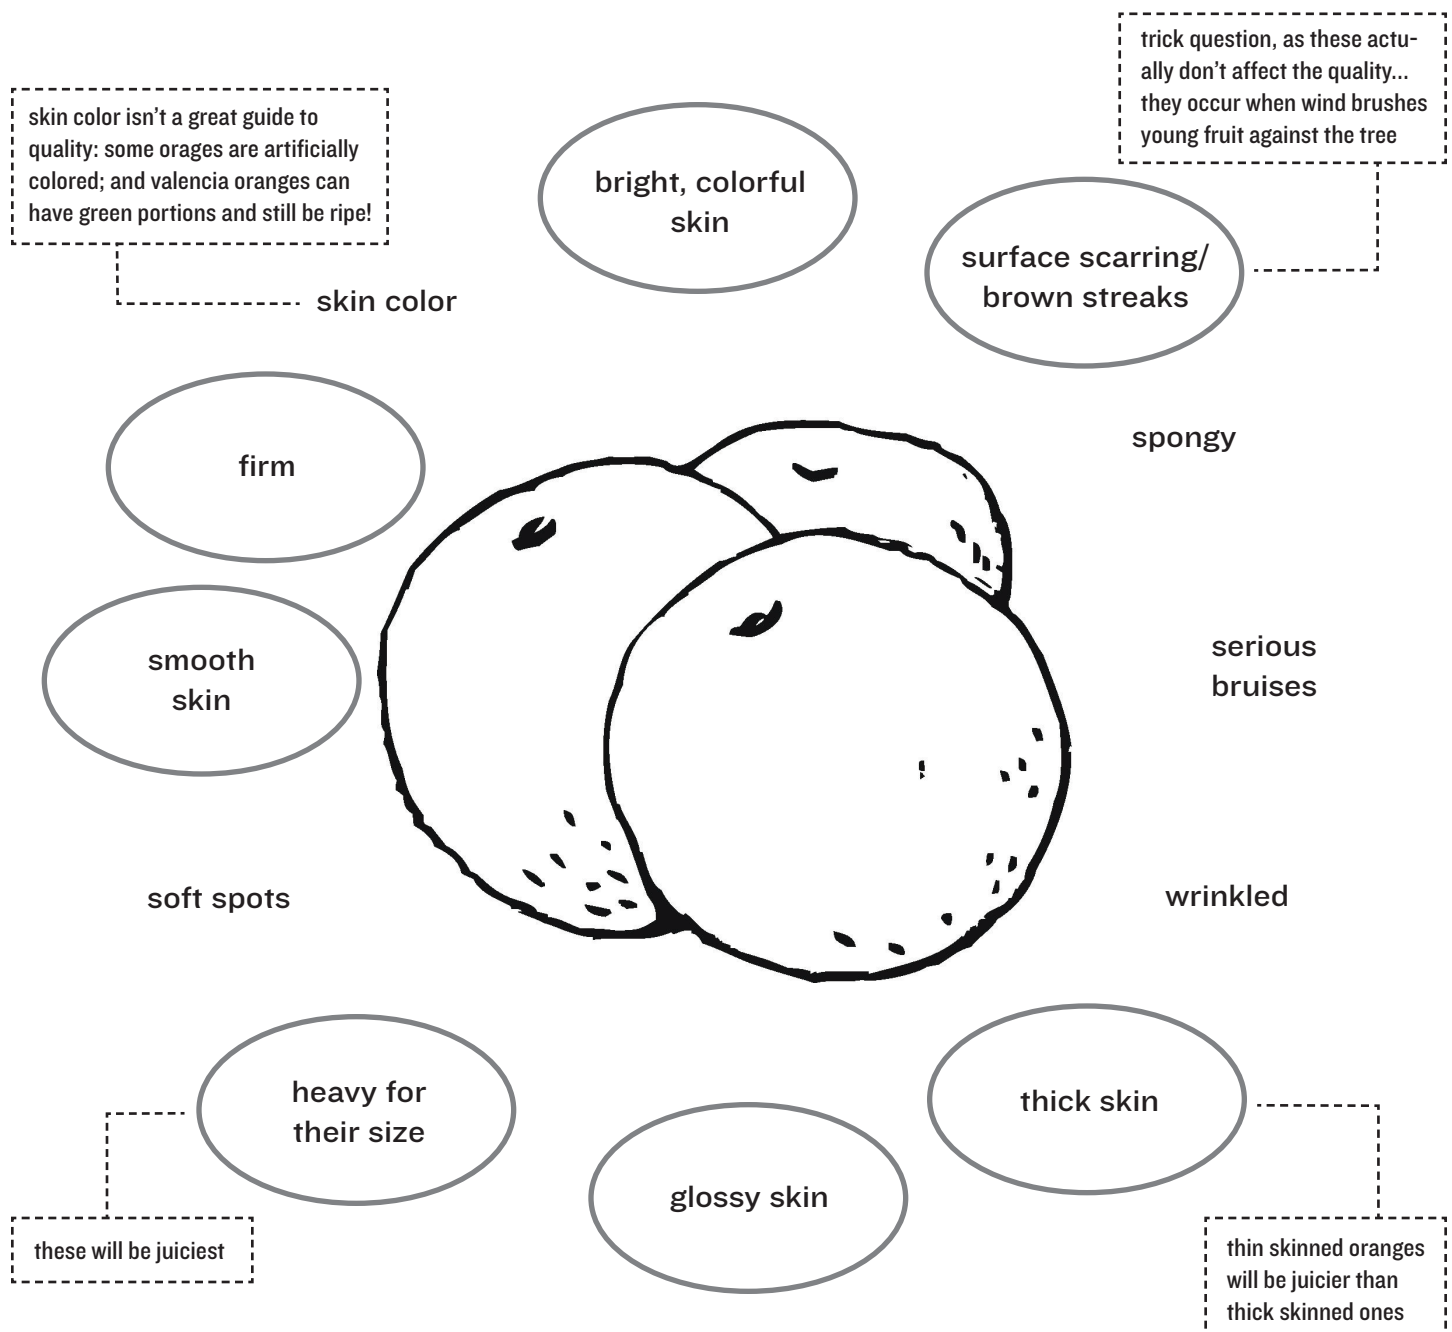 trick question, as these actu-
ally don't affect the quality...
they occur when wind brushes
young fruit against the tree
skin color isn't a great guide to
quality: some orages are artificially
colored; and valencia oranges can
have green portions and still be ripe!
bright, colorful
skin
surface scarring/
brown streaks
skin color
firm
spongy
smooth
skin
serious
bruises
soft spots
wrinkled
heavy for
their size
thick skin
glossy skin
these will be juiciest
thin skinned oranges
will be juicier than
thick skinned ones